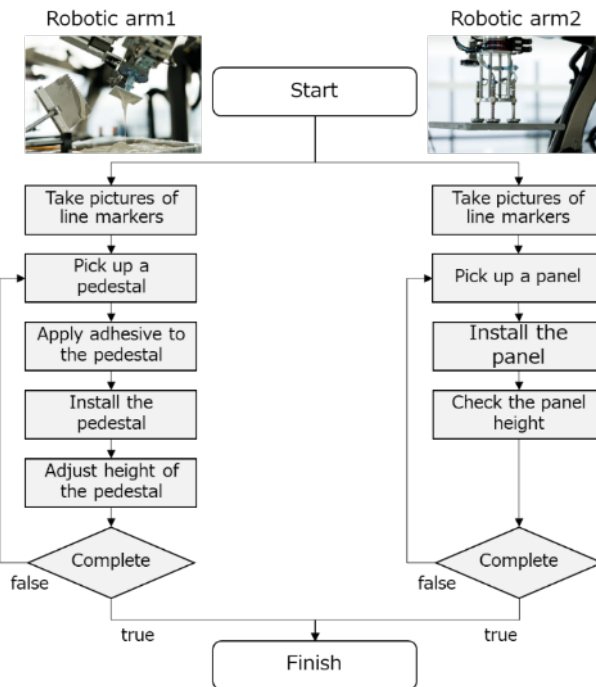 Robotic arm1
Robotic arm2
Start
Take pictures of
line markers
Pick up a
pedestal
Apply adhesive to
the pedestal
Install the
pedestal
Adjust height of
the pedestal
Complete
false
true
Take pictures of
line markers
Pick up a panel
Install the
panel
Check the panel
height
Complete
false
true
Finish